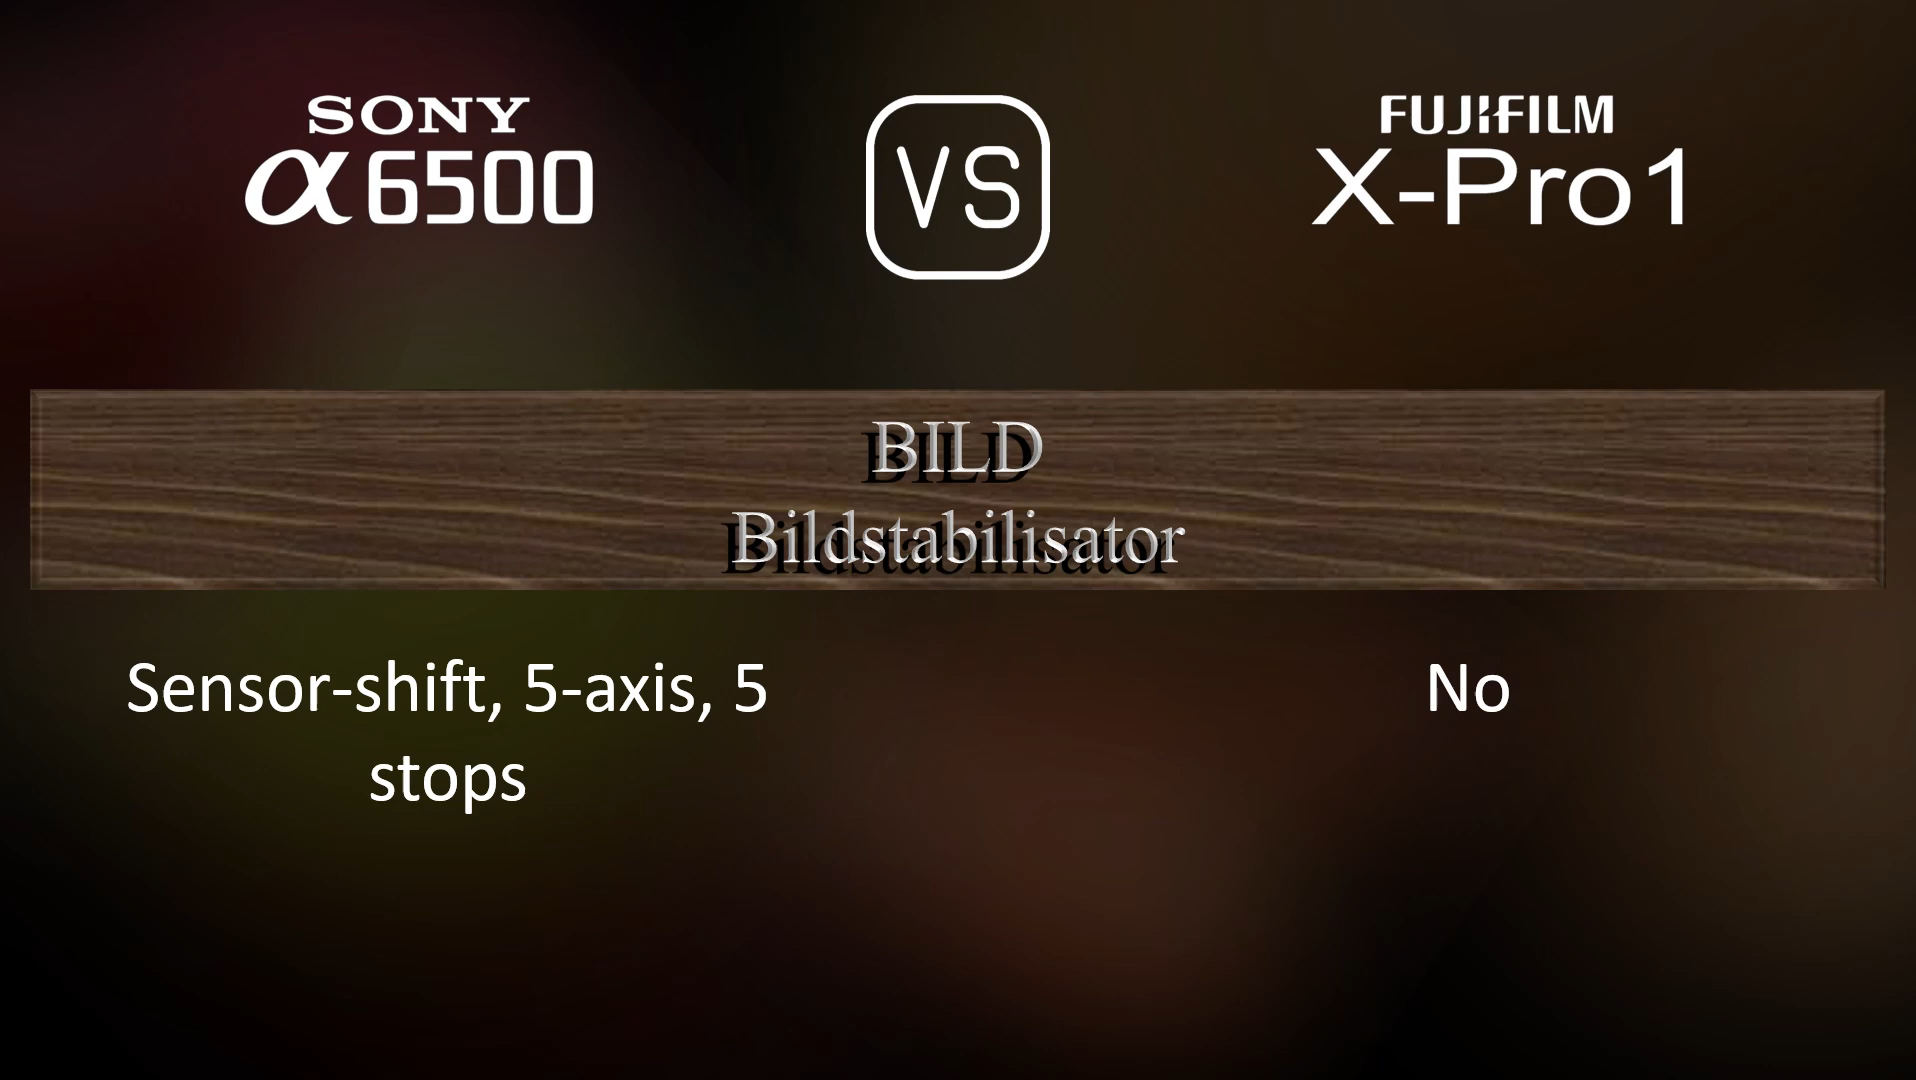 SONY
α6500
VS
FUJIFILM
X-Pro1
BILD
Bildstabilisator
Sensor-shift, 5-axis, 5
stops
No